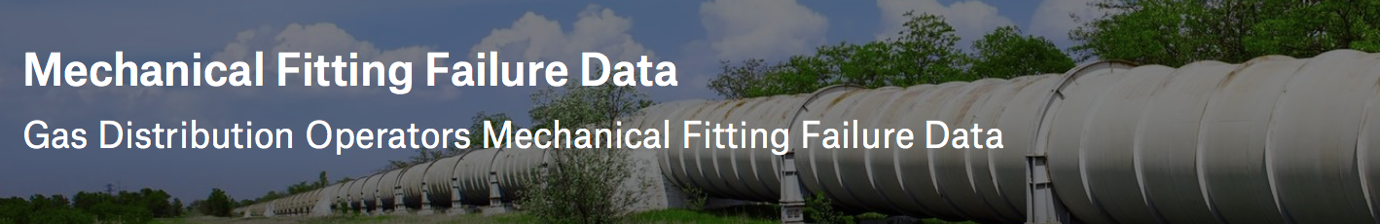 Mechanical Fitting Failure Data
Gas Distribution Operators Mechanical Fitting Failure Data